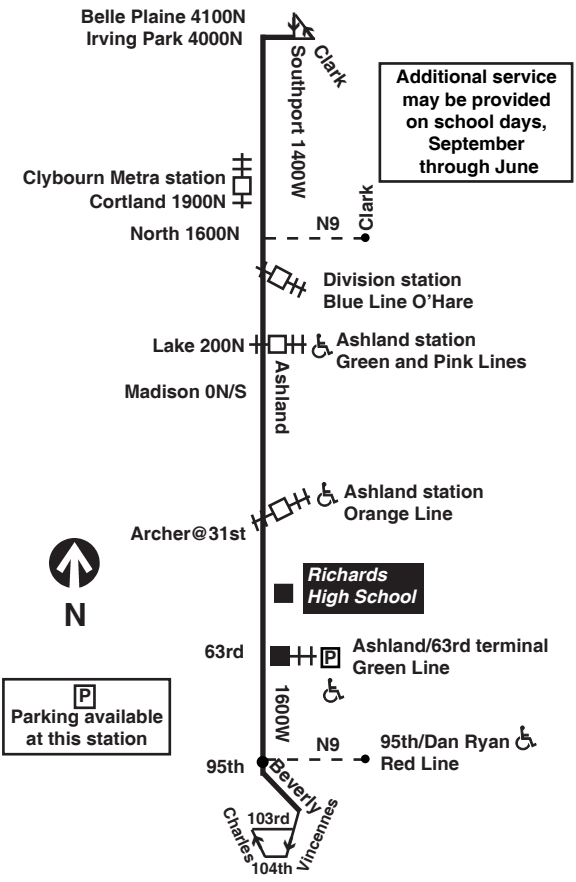 Belle Plaine 4100N
Irving Park 4000N
Clark
Southport 1400W
Additional service
may be provided
on school days,
September
through June
Clybourn Metra station
Cortland 1900N
North 1600N
N9
Clark
Division station
Blue Line O'Hare
Lake 200N
Ashland station
Green and Pink Lines
Madison 0N/S
Ashland
Ashland station
Orange Line
Archer@31st
N
Richards
High School
63rd
P
Ashland/63rd terminal
Green Line
1600W
P
Parking available
at this station
N9
95th/Dan Ryan
Red Line
95th
Beverly
103rd
Charles
Vincennes
104th